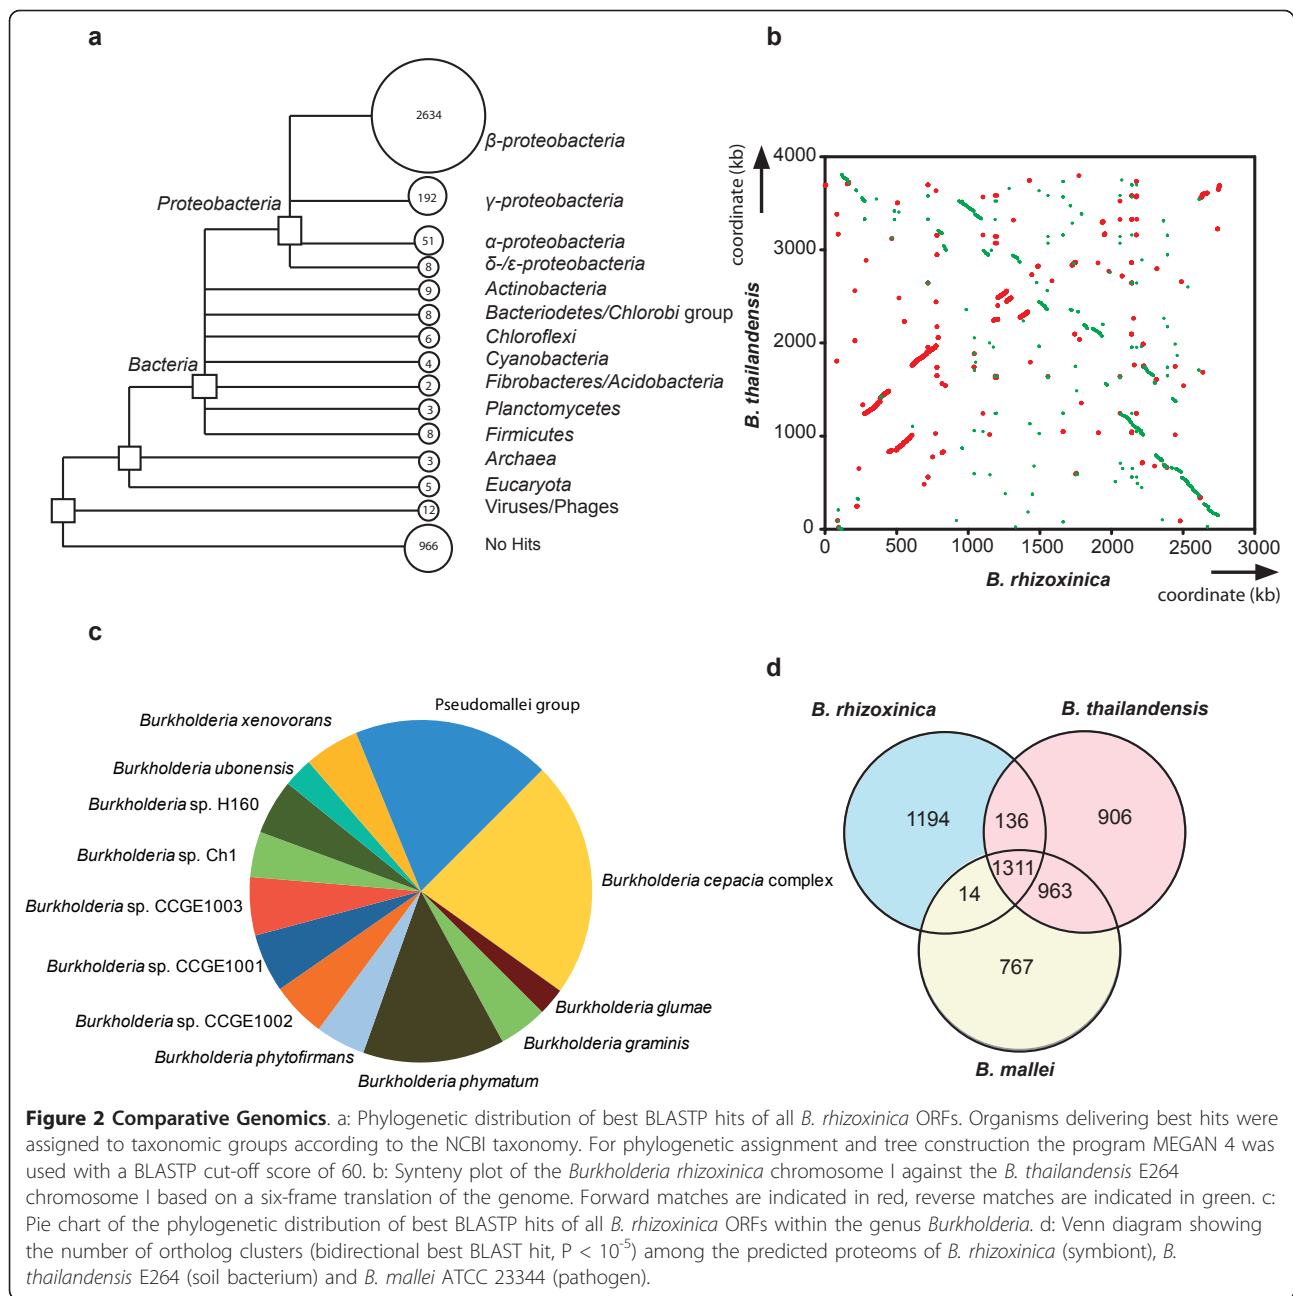 a
2634
β-proteobacteria
192
γ-proteobacteria
Proteobacteria
51
α-proteobacteria
8
δ-/ε-proteobacteria
9
Actinobacteria
8
Bacteriodetes/Chlorobi group
6
Chloroflexi
Bacteria
4
Cyanobacteria
2
Fibrobacteres/Acidobacteria
3
Planctomycetes
8
Firmicutes
3
Archaea
5
Eucaryota
12
Viruses/Phages
966
No Hits
b
coordinate (kb)
B. thailandensis
4000
3000
2000
1000
0
0 500 1000 1500 2000 2500 3000
B. rhizoxinica
coordinate (kb)
c
Pseudomallei group
Burkholderia xenovorans
Burkholderia ubonensis
Burkholderia sp. H160
Burkholderia sp. Ch1
Burkholderia sp. CCGE1003
Burkholderia sp. CCGE1001
Burkholderia sp. CCGE1002
Burkholderia phytofirmans
Burkholderia phymatum
Burkholderia graminis
Burkholderia glumae
Burkholderia cepacia complex
d
B. rhizoxinica
B. thailandensis
1194
136
906
1311
14
963
767
B. mallei
Figure 2 Comparative Genomics. a: Phylogenetic distribution of best BLASTP hits of all B. rhizoxinica ORFs. Organisms delivering best hits were
assigned to taxonomic groups according to the NCBI taxonomy. For phylogenetic assignment and tree construction the program MEGAN 4 was
used with a BLASTP cut-off score of 60. b: Synteny plot of the Burkholderia rhizoxinica chromosome I against the B. thailandensis E264
chromosome I based on a six-frame translation of the genome. Forward matches are indicated in red, reverse matches are indicated in green. c:
Pie chart of the phylogenetic distribution of best BLASTP hits of all B. rhizoxinica ORFs within the genus Burkholderia. d: Venn diagram showing
the number of ortholog clusters (bidirectional best BLAST hit, P < 10⁻⁵) among the predicted proteoms of B. rhizoxinica (symbiont), B.
thailandensis E264 (soil bacterium) and B. mallei ATCC 23344 (pathogen).